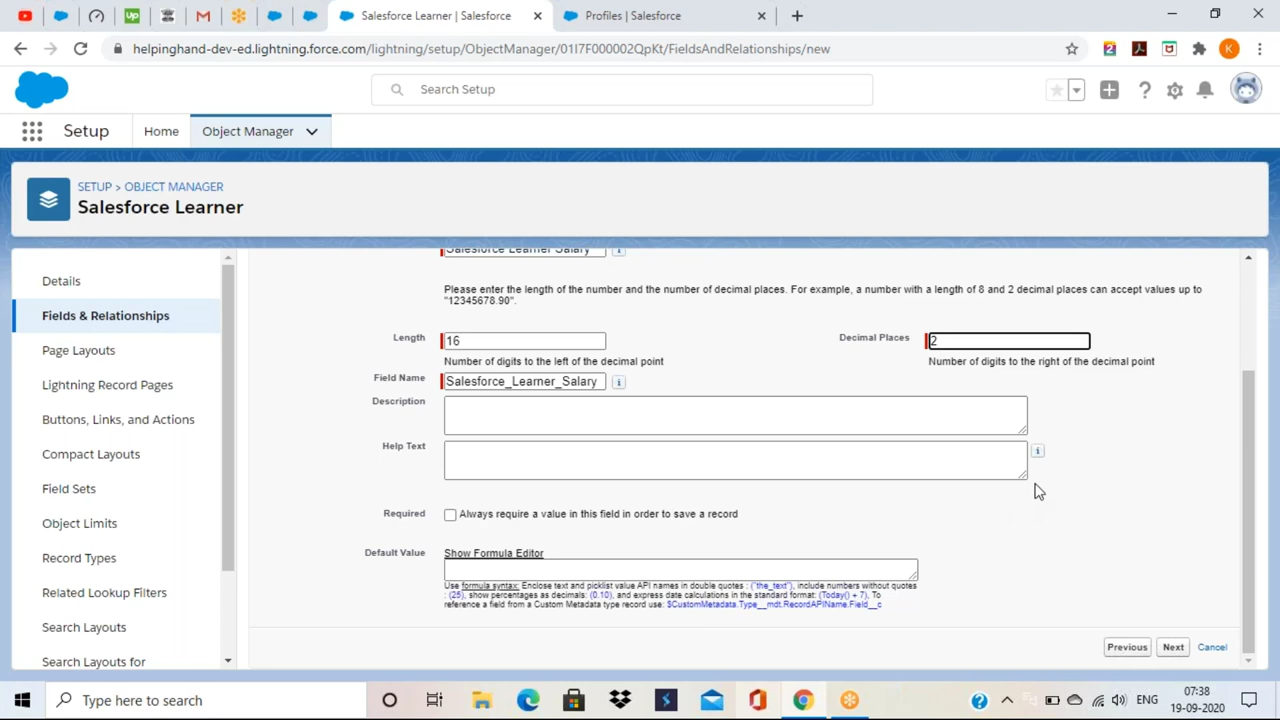 Salesforce Learner | Salesforce
Profiles | Salesforce
helpinghand-dev-ed.lightning.force.com/lightning/setup/ObjectManager/01I7F000002QpKt/FieldsAndRelationships/new
K
Search Setup
Setup
Home
Object Manager
SETUP > OBJECT MANAGER
Salesforce Learner
Details
Fields & Relationships
Page Layouts
Lightning Record Pages
Buttons, Links, and Actions
Compact Layouts
Field Sets
Object Limits
Record Types
Related Lookup Filters
Search Layouts
Search Layouts for
Salesforce Learner Salary
Please enter the length of the number and the number of decimal places. For example, a number with a length of 8 and 2 decimal places can accept values up to
"12345678.90".
Length 16
Decimal Places 2
Number of digits to the left of the decimal point
Number of digits to the right of the decimal point
Field Name Salesforce_Learner_Salary
Description
Help Text
Required Always require a value in this field in order to save a record
Default Value Show Formula Editor
Use formula syntax: Enclose text and picklist value API names in double quotes : ("the_text"), include numbers without quotes
: (25), show percentages as decimals: (0.10), and express date calculations in the standard format: (Today() + 7), To
reference a field from a Custom Metadata type record use: $CustomMetadata.Type__mdt.RecordAPIName.Field__c
Previous Next Cancel
Type here to search
ENG
07:38
19-09-2020